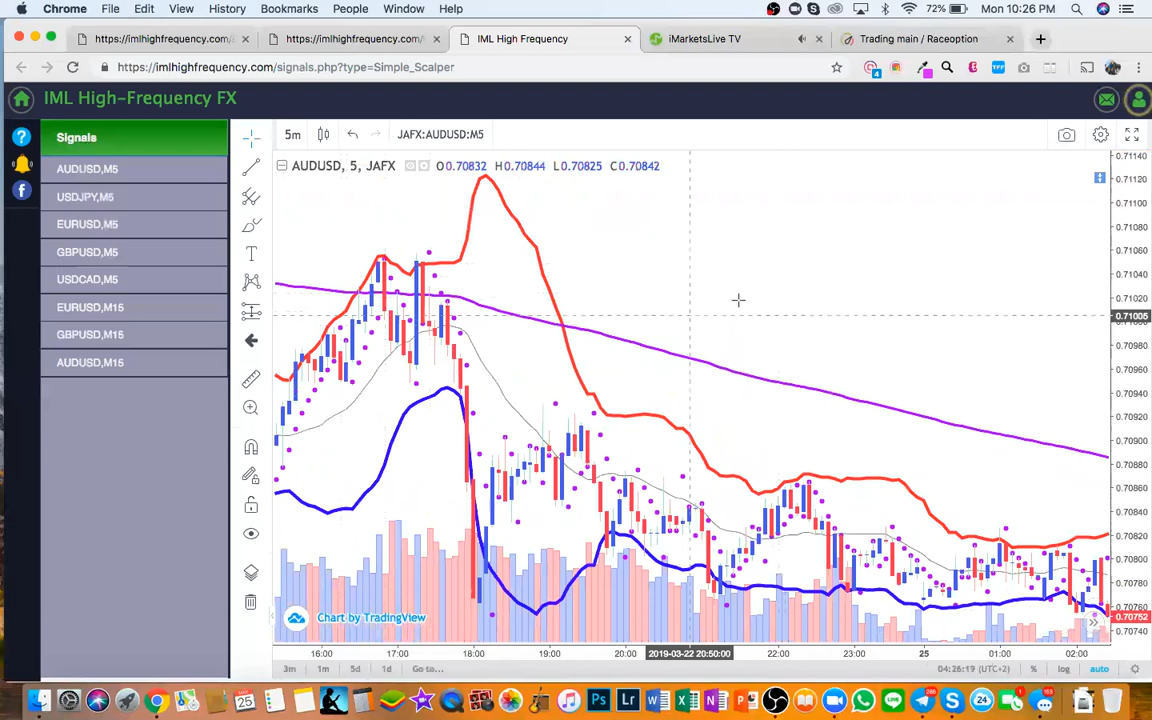 Chrome File Edit View History Bookmarks People Window Help 72% Mon 10:26 PM
https://imlhighfrequency.com/ https://imlhighfrequency.com/ IML High Frequency iMarketsLive TV Trading main / Raceoption
https://imlhighfrequency.com/signals.php?type=Simple_Scalper
IML High-Frequency FX
Signals
AUDUSD,M5
USDJPY,M5
EURUSD,M5
GBPUSD,M5
USDCAD,M5
EURUSD,M15
GBPUSD,M15
AUDUSD,M15
5m JAFX:AUDUSD:M5
AUDUSD, 5, JAFX O0.70832 H0.70844 L0.70825 C0.70842
0.71140
0.71120
0.71080
0.71060
0.71040
0.71020
0.71005
0.70980
0.70960
0.70940
0.70920
0.70900
0.70880
0.70860
0.70840
0.70820
0.70800
0.70780
0.70760
0.70752
0.70740
Chart by TradingView
16:00 17:00 18:00 19:00 20:00 2019-03-22 20:50:00 22:00 23:00 25 01:00 02:00
3m 1m 5d 1d Go to... 04:26:19 (UTC+2) % log auto